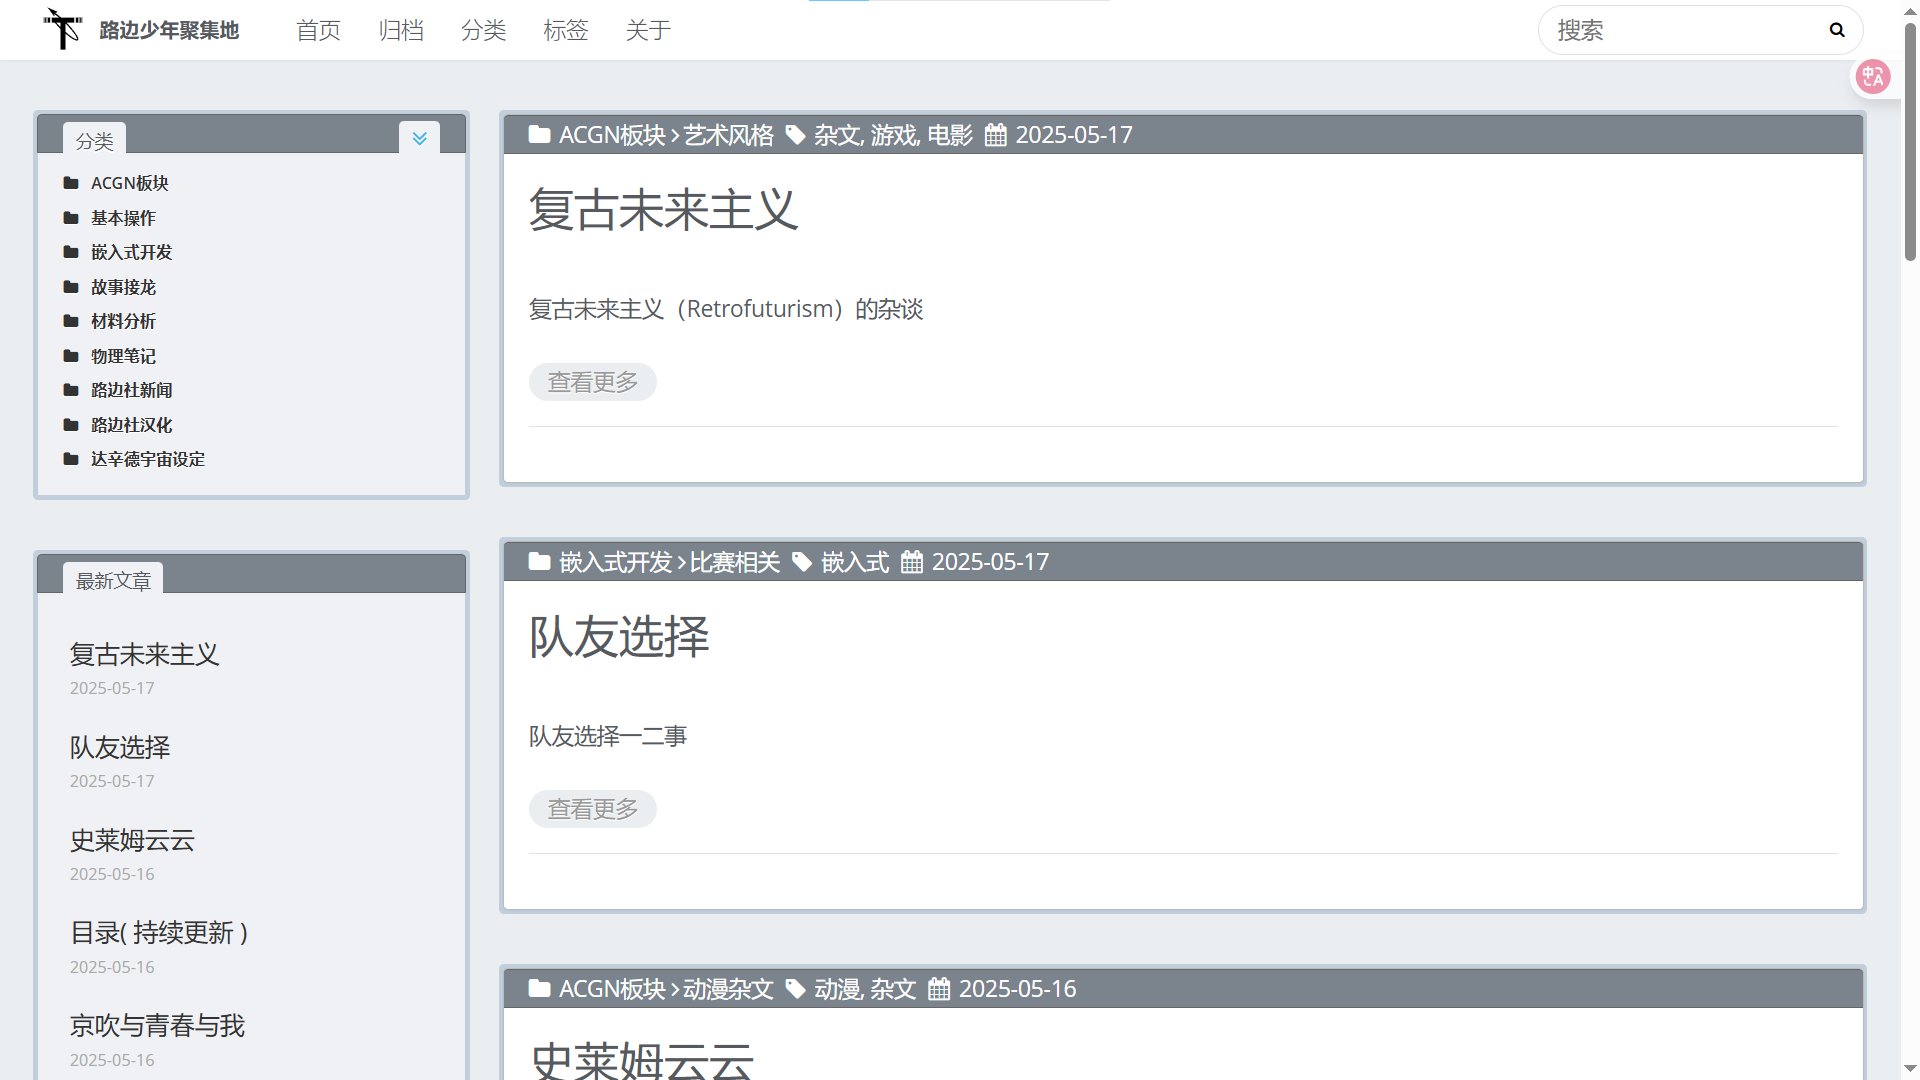 路边少年聚集地 首页 归档 分类 标签 关于 搜索
分类
ACGN板块
基本操作
嵌入式开发
故事接龙
材料分析
物理笔记
路边社新闻
路边社汉化
达辛德宇宙设定
最新文章
复古未来主义
2025-05-17
队友选择
2025-05-17
史莱姆云云
2025-05-16
目录( 持续更新 )
2025-05-16
京吹与青春与我
2025-05-16
ACGN板块 艺术风格 杂文, 游戏, 电影 2025-05-17
复古未来主义
复古未来主义（Retrofuturism）的杂谈
查看更多
嵌入式开发 比赛相关 嵌入式 2025-05-17
队友选择
队友选择一二事
查看更多
ACGN板块 动漫杂文 动漫, 杂文 2025-05-16
史莱姆云云